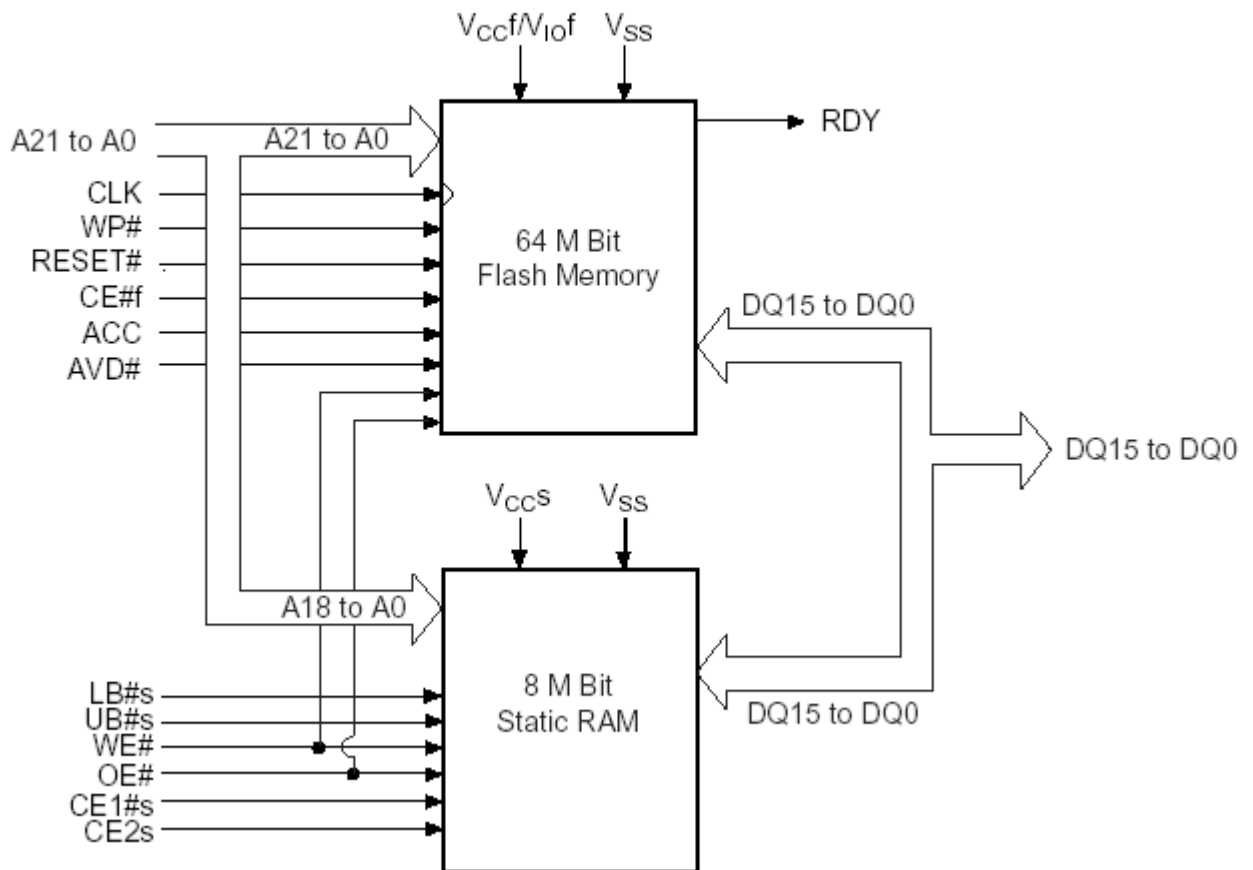 VCCf/VIOf
VSS
A21 to A0
A21 to A0
RDY
CLK
WP#
RESET#
CE#f
ACC
AVD#
64 M Bit
Flash Memory
DQ15 to DQ0
DQ15 to DQ0
VCCs
VSS
A18 to A0
LB#s
UB#s
WE#
OE#
CE1#s
CE2s
8 M Bit
Static RAM
DQ15 to DQ0